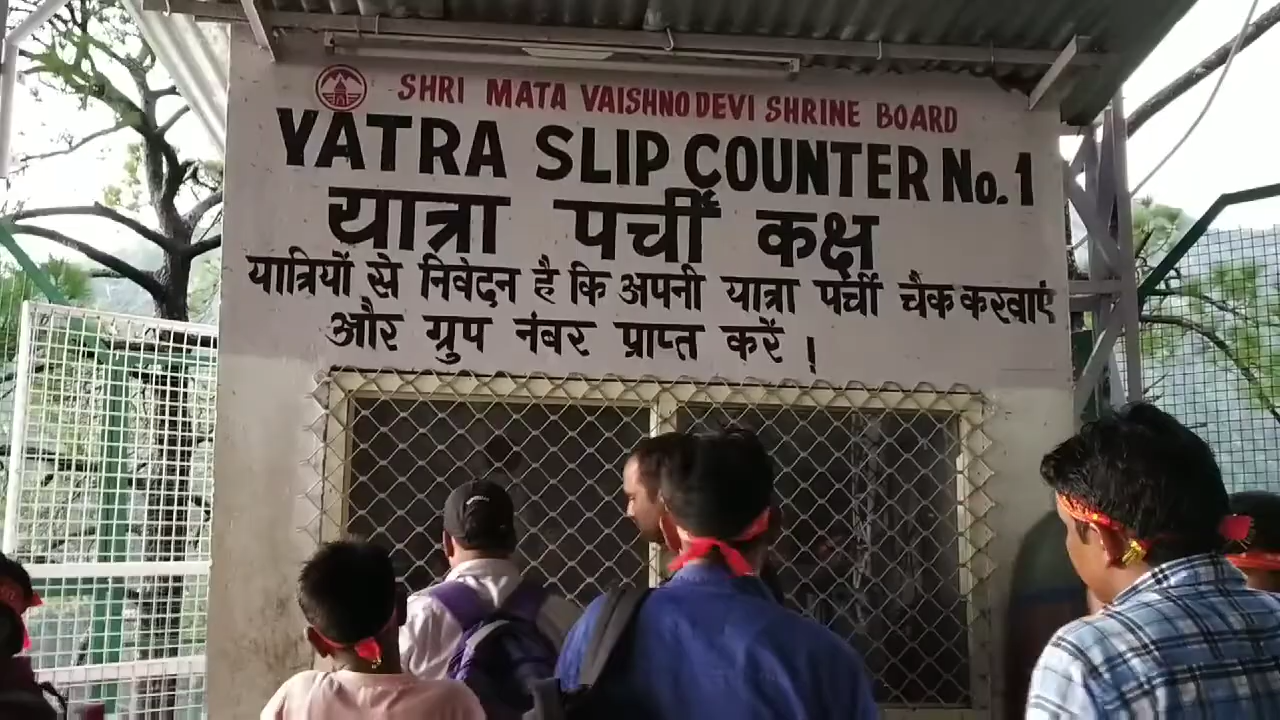 SHRI MATA VAISHNO DEVI SHRINE BOARD
YATRA SLIP COUNTER No. 1
यात्रा पर्ची कक्ष
यात्रियों से निवेदन है कि अपनी यात्रा पर्ची चैक करवाएं
और ग्रुप नंबर प्राप्त करें !